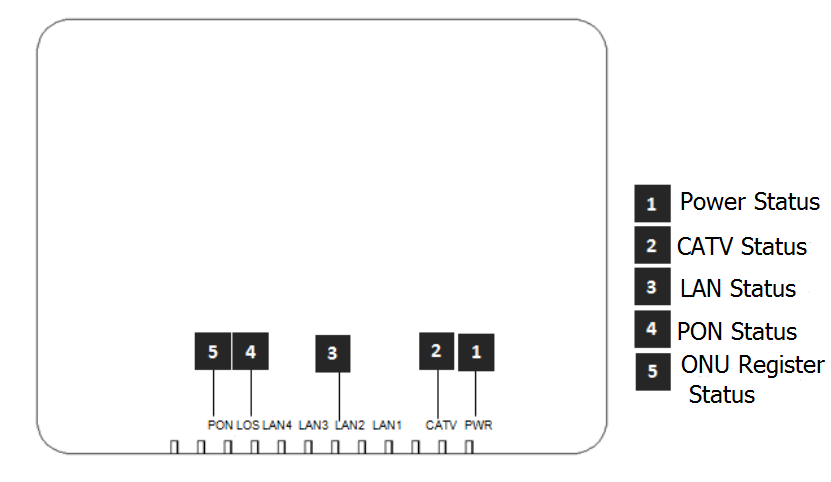 1 Power Status
2 CATV Status
3 LAN Status
4 PON Status
5 ONU Register
Status
5 4 3 2 1
PON LOS LAN4 LAN3 LAN2 LAN1 CATV PWR